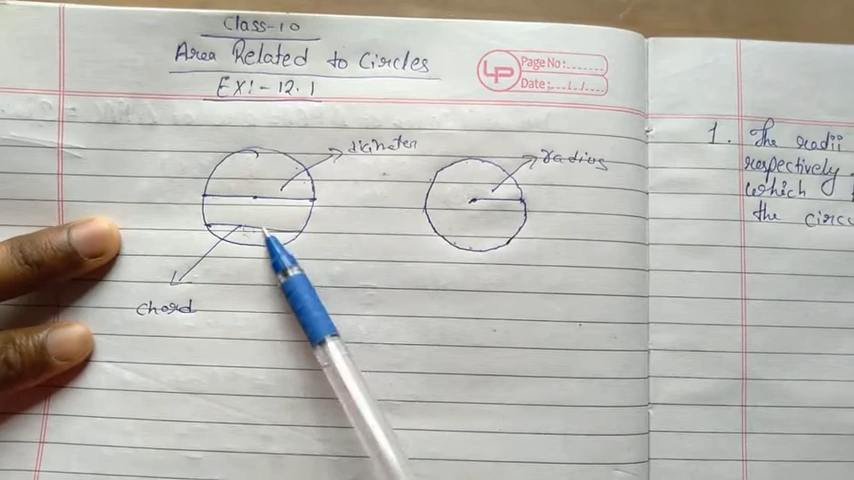 Class-10
Area Related to Circles
EX:- 12.1
LP
Page No:
Date:
diameter
radius
chord
1. The radii
respectively.
which
the circ